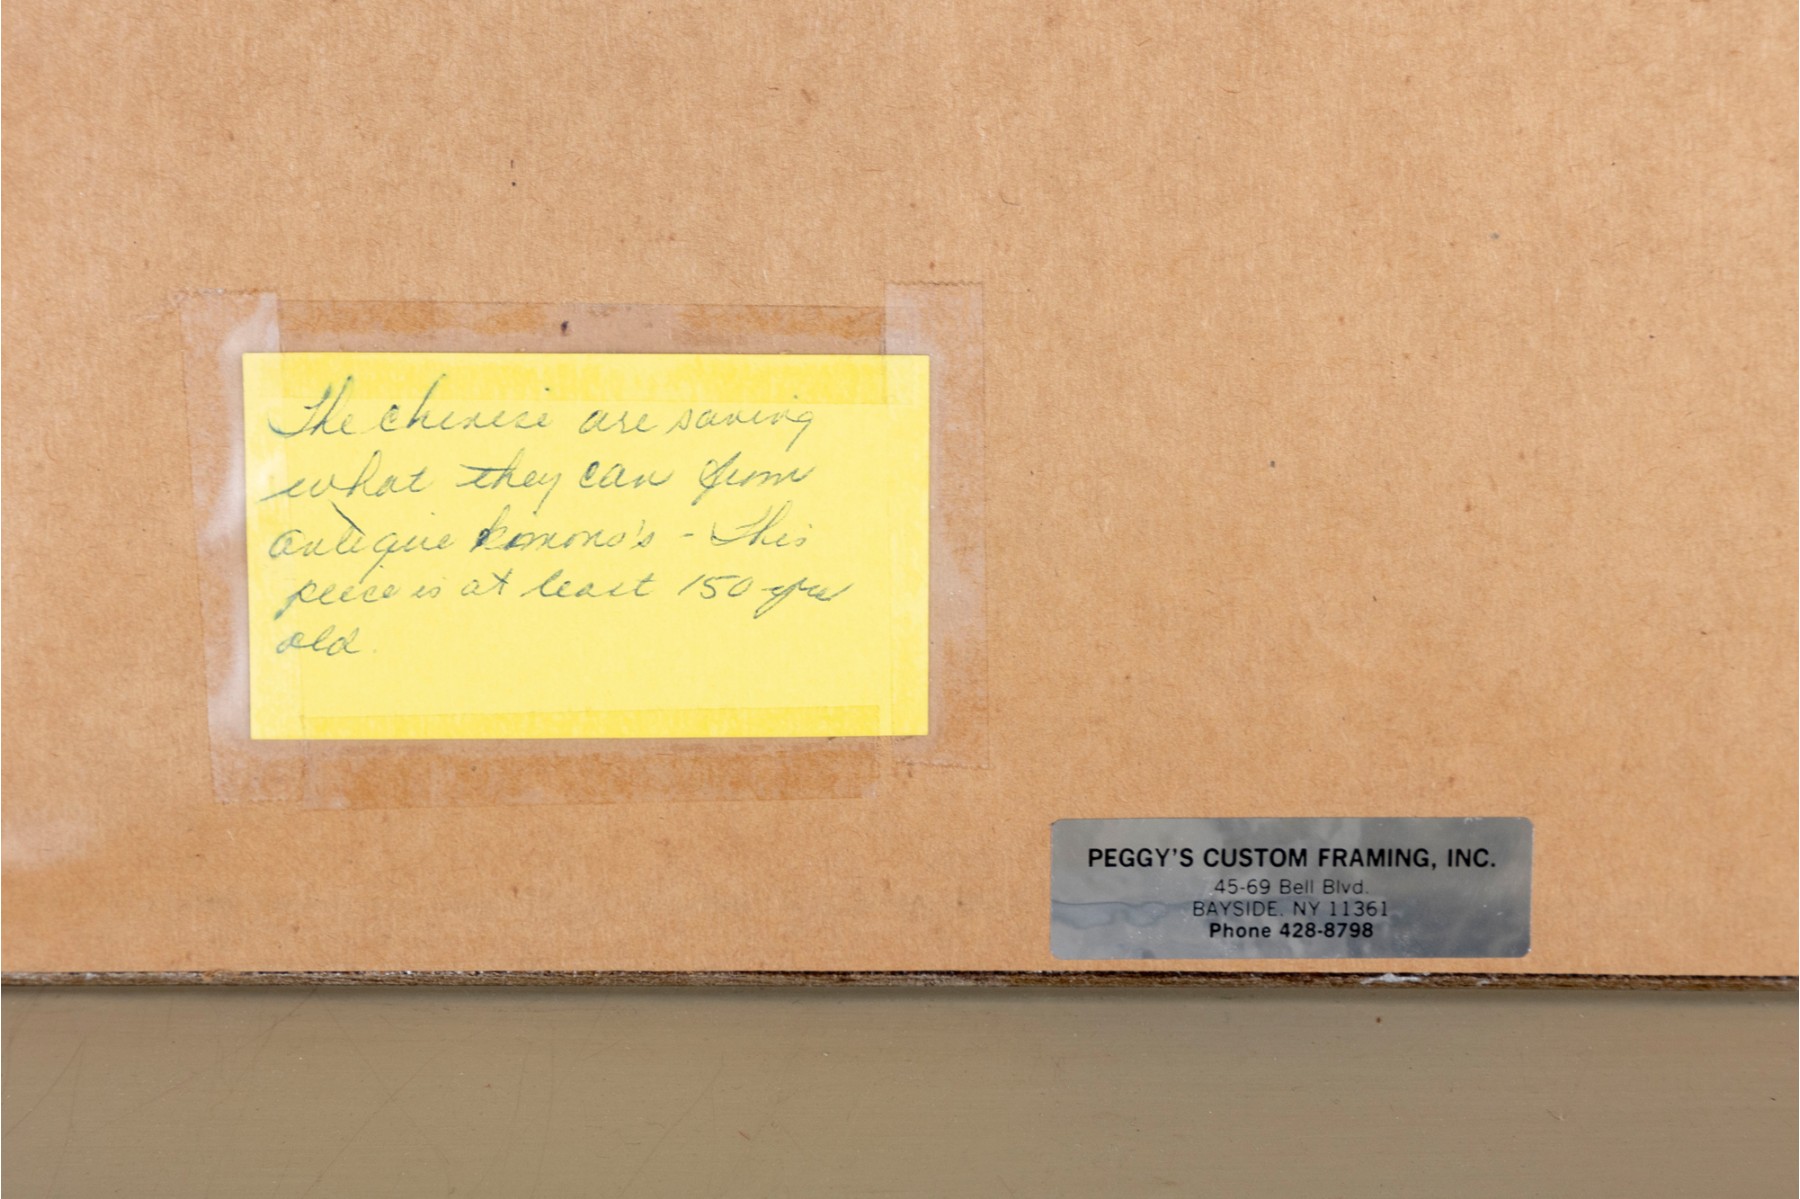 The chinese are saving
what they can from
antique kimono's - This
peice is at least 150 yrs
old.
PEGGY'S CUSTOM FRAMING, INC.
45-69 Bell Blvd.
BAYSIDE, NY 11361
Phone 428-8798